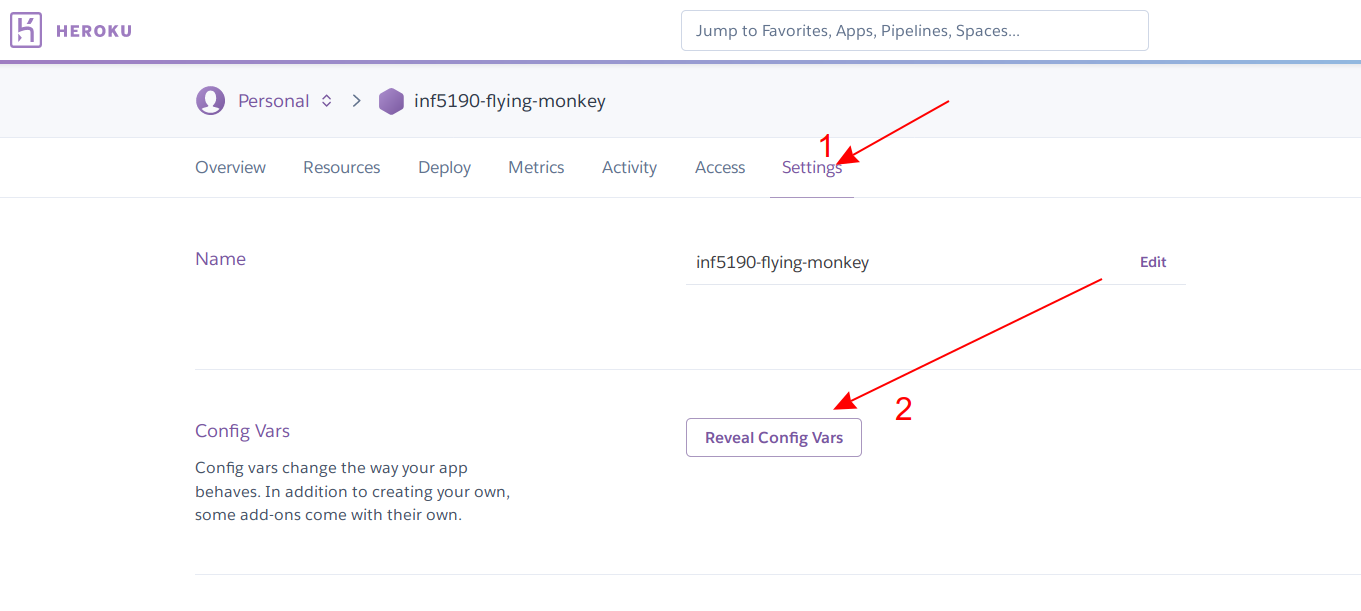 HEROKU
Jump to Favorites, Apps, Pipelines, Spaces...
Personal
inf5190-flying-monkey
1
Overview Resources Deploy Metrics Activity Access Settings
Name
inf5190-flying-monkey Edit
2
Config Vars
Reveal Config Vars
Config vars change the way your app
behaves. In addition to creating your own,
some add-ons come with their own.